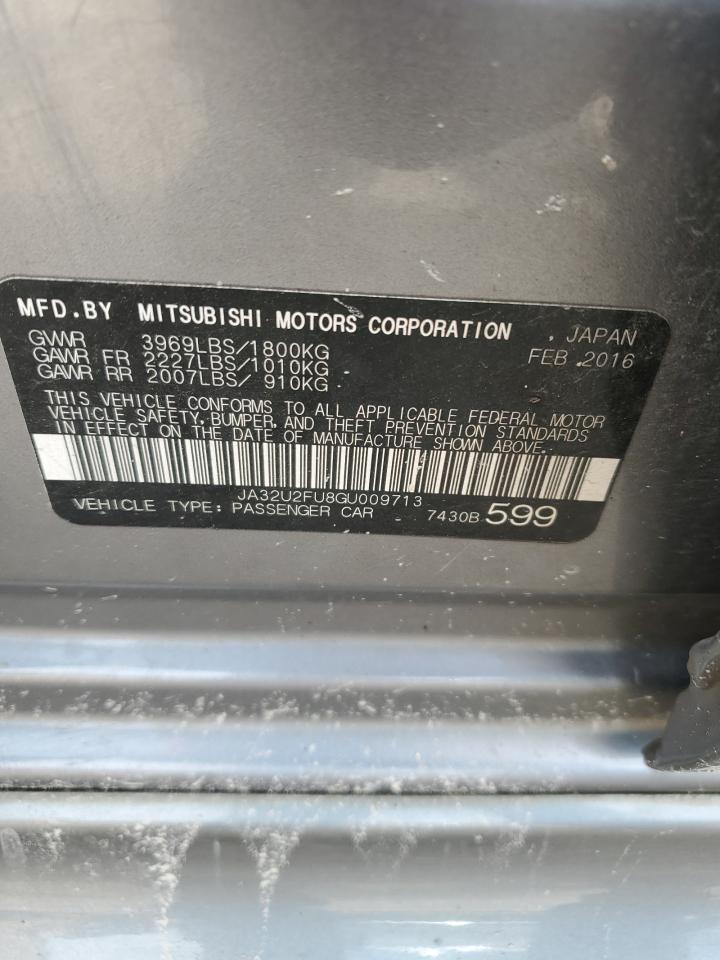 MFD.BY MITSUBISHI MOTORS CORPORATION , JAPAN
GVWR 3969LBS/1800KG FEB.2016
GAWR FR 2227LBS/1010KG
GAWR RR 2007LBS/ 910KG
THIS VEHICLE CONFORMS TO ALL APPLICABLE FEDERAL MOTOR
VEHICLE SAFETY, BUMPER, AND THEFT PREVENTION STANDARDS
IN EFFECT ON THE DATE OF MANUFACTURE SHOWN ABOVE.
JA32U2FU8GU009713
VEHICLE TYPE: PASSENGER CAR 7430B 599